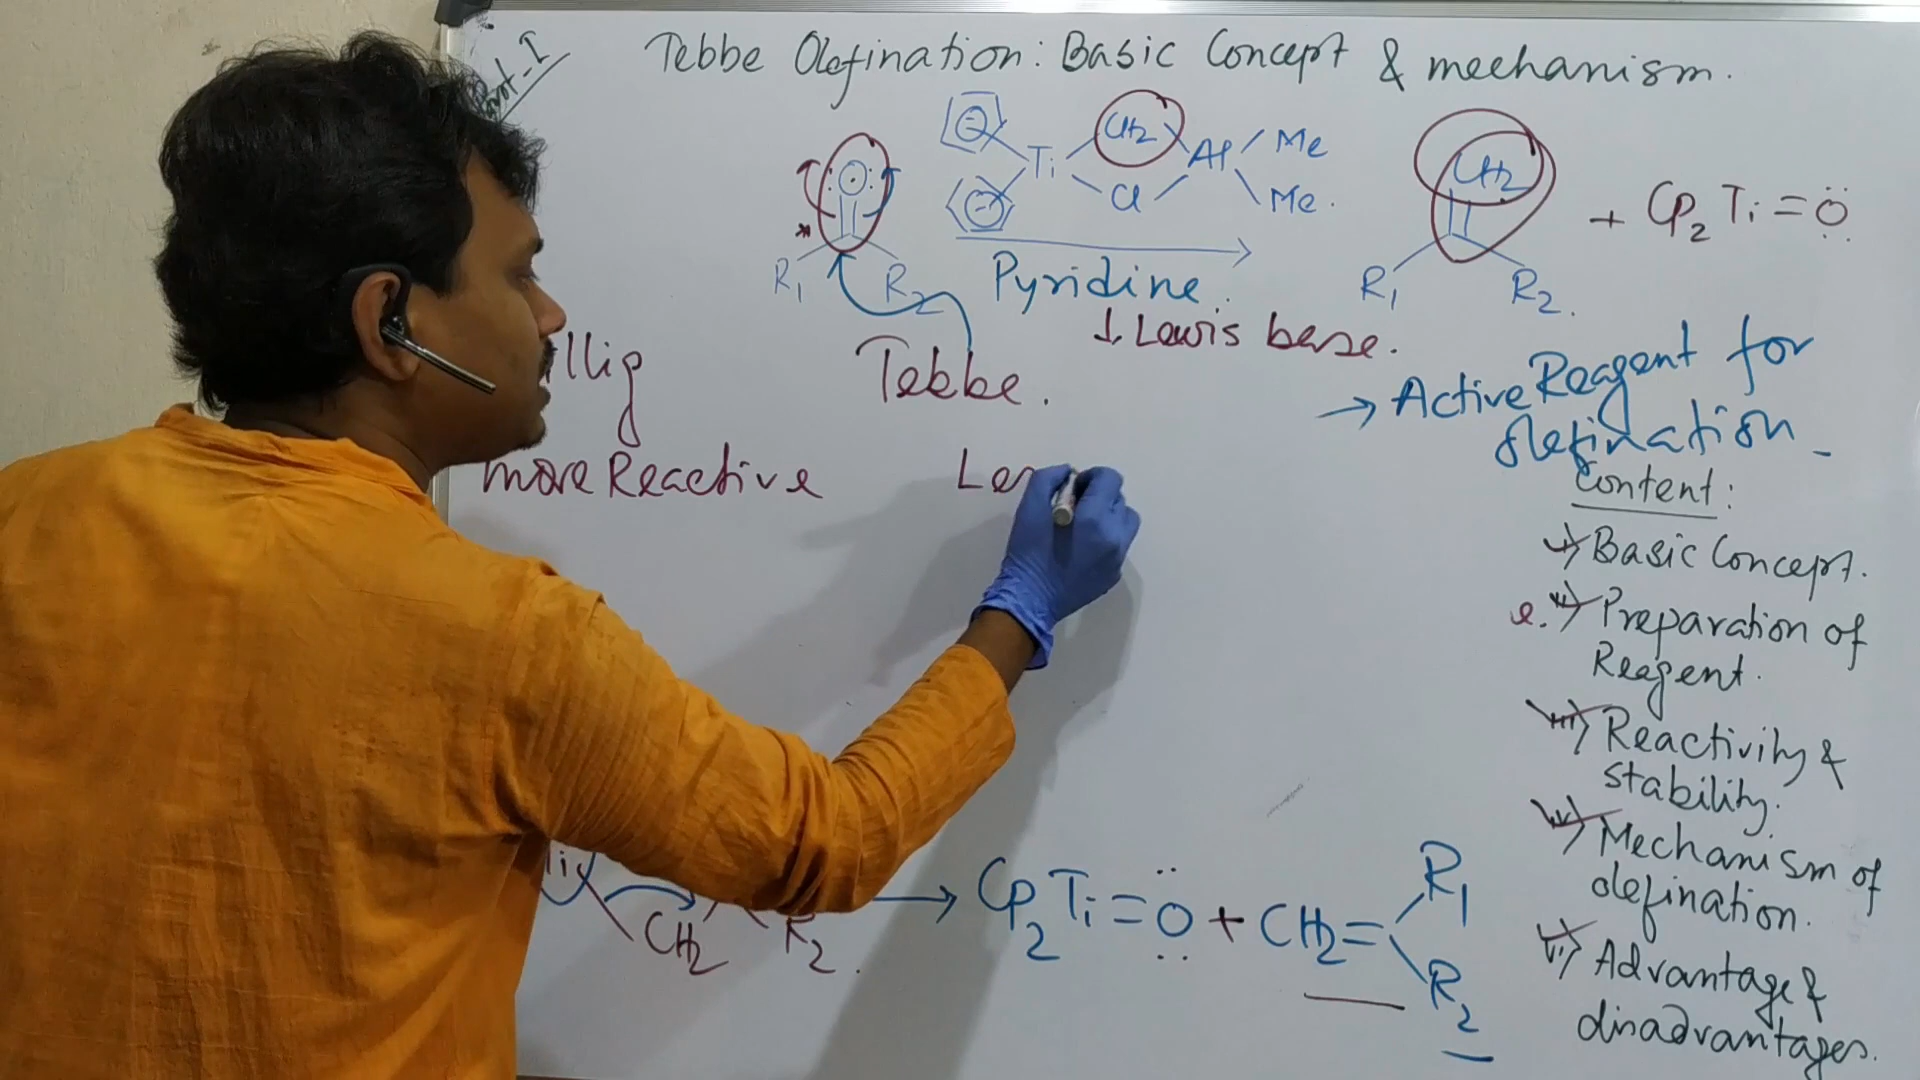 Part-I
Tebbe Olefination: Basic Concept & mechanism.
CH2 Me
Ti Al
Cl Me.
O
R1 R2
Pyridine.
↓ Lewis base.
CH2
R1 R2.
+ Cp2Ti=O
Tebbe.
→ Active Reagent for
olefination
more Reactive
content:
i) Basic Concept.
e. ii) Preparation of
Reagent.
iii) Reactivity &
stability.
iv) Mechanism of
olefination.
v) Advantage &
disadvantages.
CH2 R2.
→ Cp2Ti=O + CH2=
R1
R2